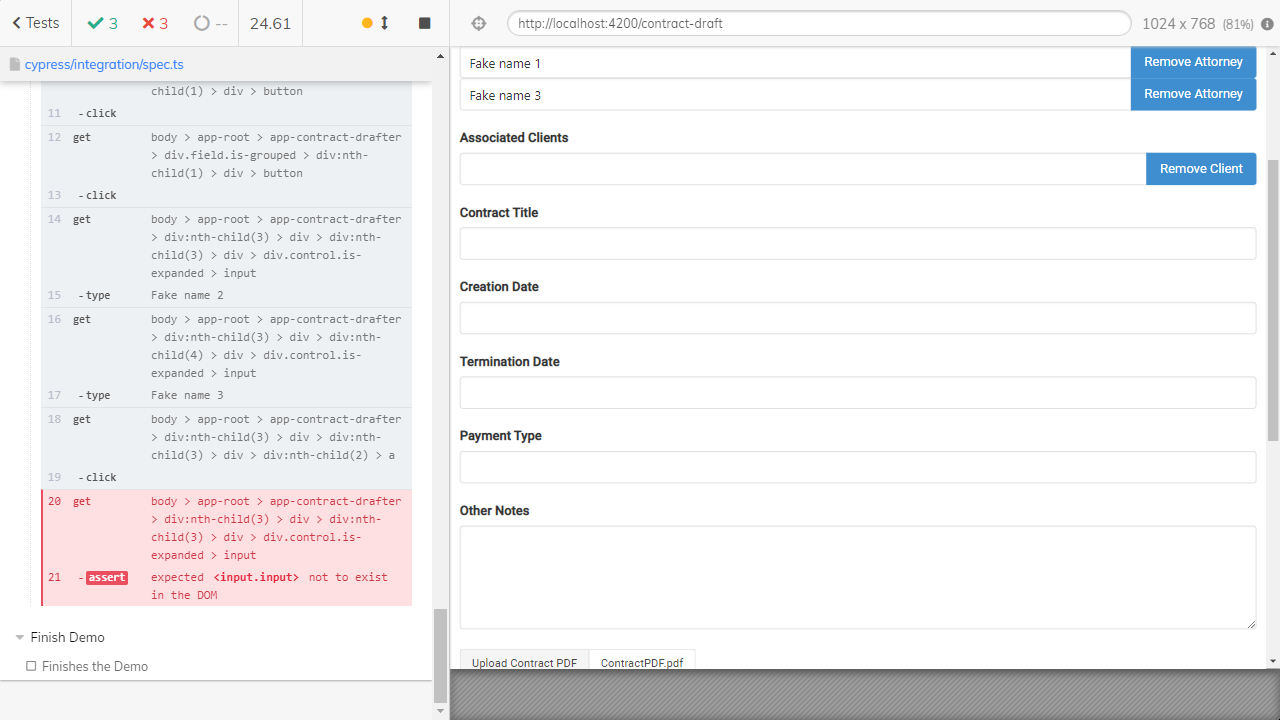 Tests
3
3
--
24.61
http://localhost:4200/contract-draft
1024 x 768 (81%)
cypress/integration/spec.ts
child(1) > div > button
11 - click
12 get body > app-root > app-contract-drafter
> div.field.is-grouped > div:nth-
child(1) > div > button
13 - click
14 get body > app-root > app-contract-drafter
> div:nth-child(3) > div > div:nth-
child(3) > div > div.control.is-
expanded > input
15 - type Fake name 2
16 get body > app-root > app-contract-drafter
> div:nth-child(3) > div > div:nth-
child(4) > div > div.control.is-
expanded > input
17 - type Fake name 3
18 get body > app-root > app-contract-drafter
> div:nth-child(3) > div > div:nth-
child(3) > div > div:nth-child(2) > a
19 - click
20 get body > app-root > app-contract-drafter
> div:nth-child(3) > div > div:nth-
child(3) > div > div.control.is-
expanded > input
21 - assert expected <input.input> not to exist
in the DOM
Finish Demo
Finishes the Demo
Fake name 1 Remove Attorney
Fake name 3 Remove Attorney
Associated Clients
Remove Client
Contract Title
Creation Date
Termination Date
Payment Type
Other Notes
Upload Contract PDF ContractPDF.pdf